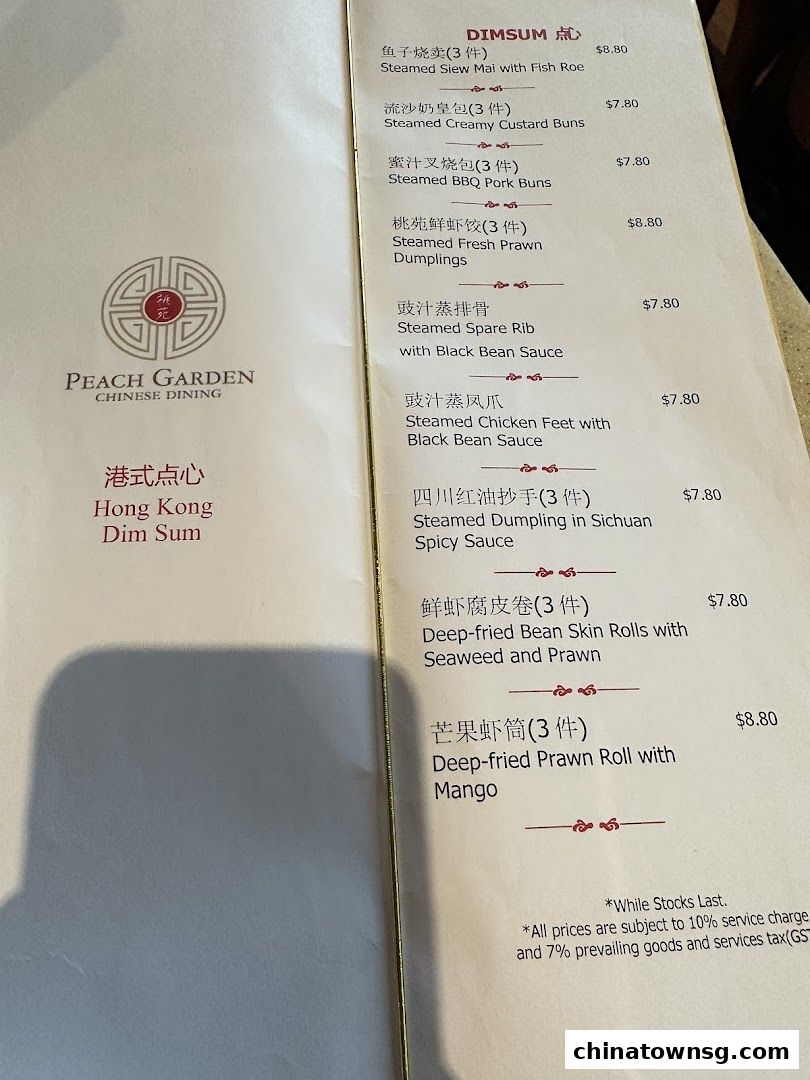 桃苑
PEACH GARDEN
CHINESE DINING
港式点心
Hong Kong
Dim Sum
DIMSUM 点心
鱼子烧卖(3 件) $8.80
Steamed Siew Mai with Fish Roe
流沙奶皇包(3 件) $7.80
Steamed Creamy Custard Buns
蜜汁叉烧包(3 件) $7.80
Steamed BBQ Pork Buns
桃苑鲜虾饺(3 件) $8.80
Steamed Fresh Prawn
Dumplings
豉汁蒸排骨 $7.80
Steamed Spare Rib
with Black Bean Sauce
豉汁蒸凤爪 $7.80
Steamed Chicken Feet with
Black Bean Sauce
四川红油抄手(3 件) $7.80
Steamed Dumpling in Sichuan
Spicy Sauce
鲜虾腐皮卷(3 件) $7.80
Deep-fried Bean Skin Rolls with
Seaweed and Prawn
芒果虾筒(3 件) $8.80
Deep-fried Prawn Roll with
Mango
*While Stocks Last.
*All prices are subject to 10% service charge
and 7% prevailing goods and services tax(GST
chinatownsg.com